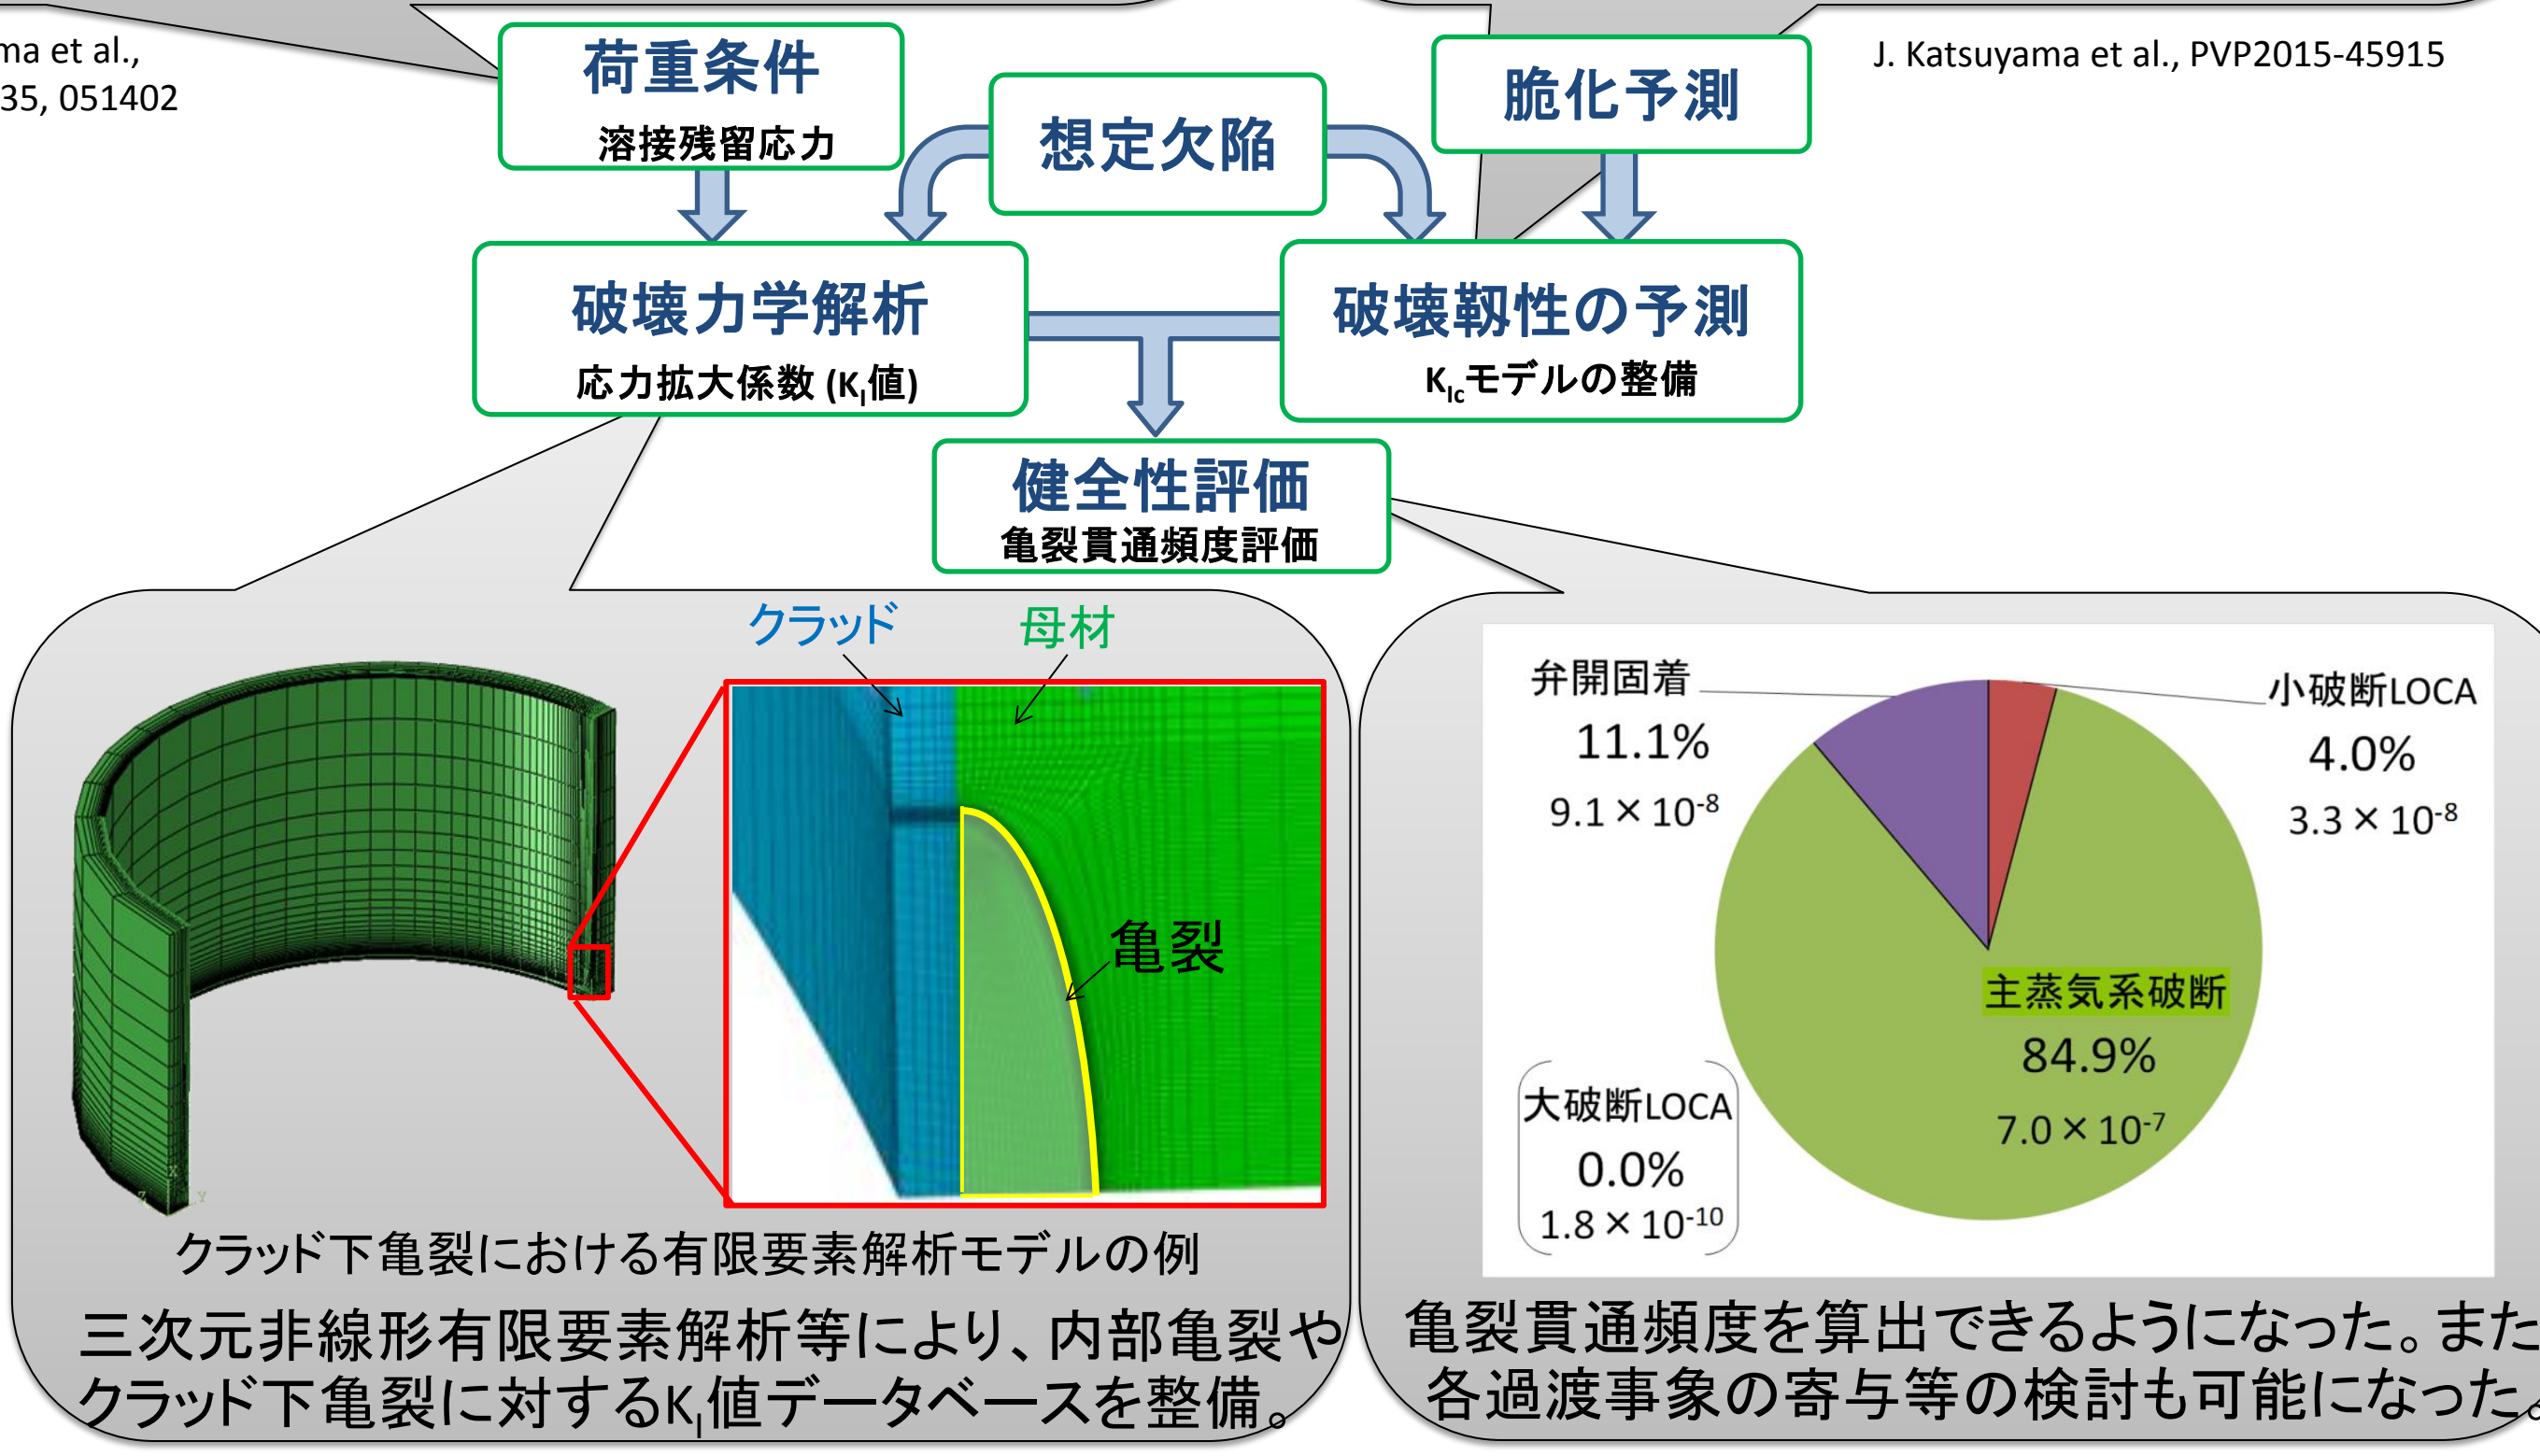 ma et al.,
35, 051402
J. Katsuyama et al., PVP2015-45915
荷重条件
溶接残留応力
想定欠陥
脆化予測
破壊力学解析
応力拡大係数 (KI値)
破壊靱性の予測
KIcモデルの整備
健全性評価
亀裂貫通頻度評価
クラッド
母材
亀裂
X
Z
Y
クラッド下亀裂における有限要素解析モデルの例
三次元非線形有限要素解析等により、内部亀裂や
クラッド下亀裂に対するKI値データベースを整備。
弁開固着
11.1%
9.1×10-8
小破断LOCA
4.0%
3.3×10-8
主蒸気系破断
84.9%
7.0×10-7
大破断LOCA
0.0%
1.8×10-10
亀裂貫通頻度を算出できるようになった。また
各過渡事象の寄与等の検討も可能になった。